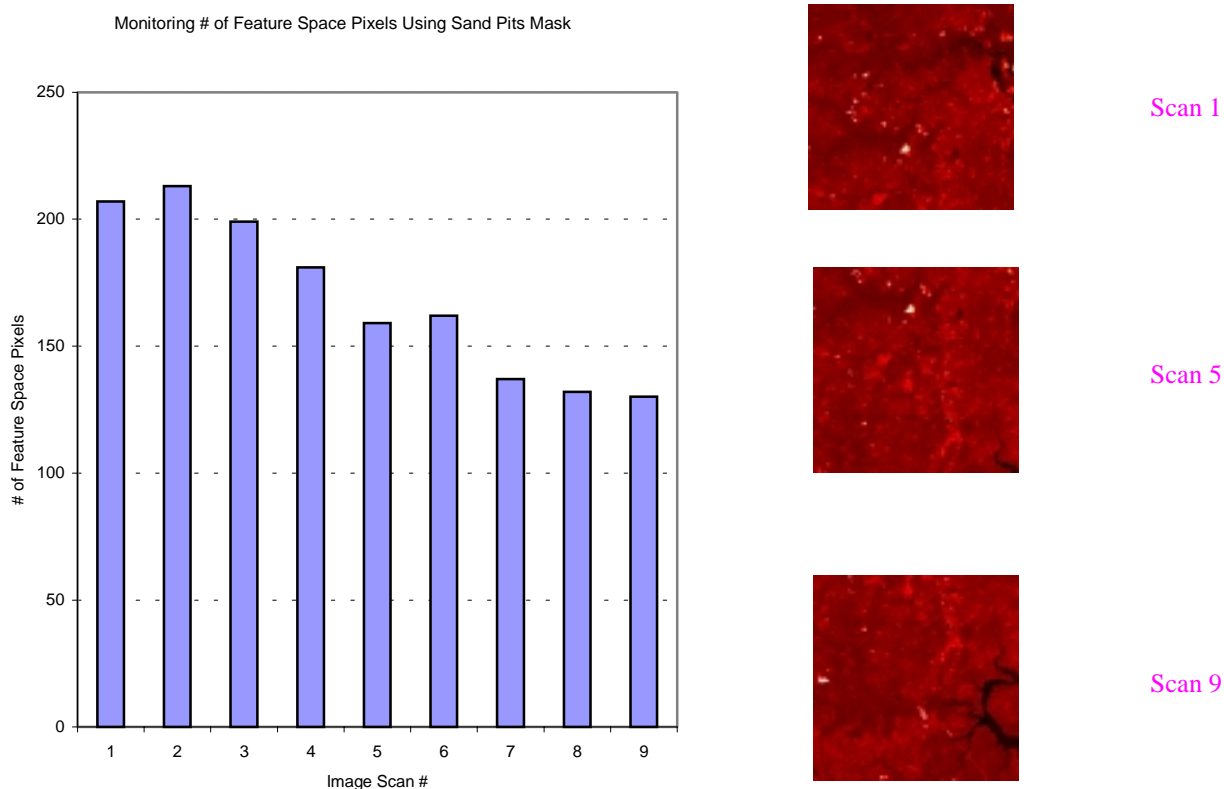 Monitoring # of Feature Space Pixels Using Sand Pits Mask
250
200
150
100
50
0
# of Feature Space Pixels
1 2 3 4 5 6 7 8 9
Image Scan #
Scan 1
Scan 5
Scan 9